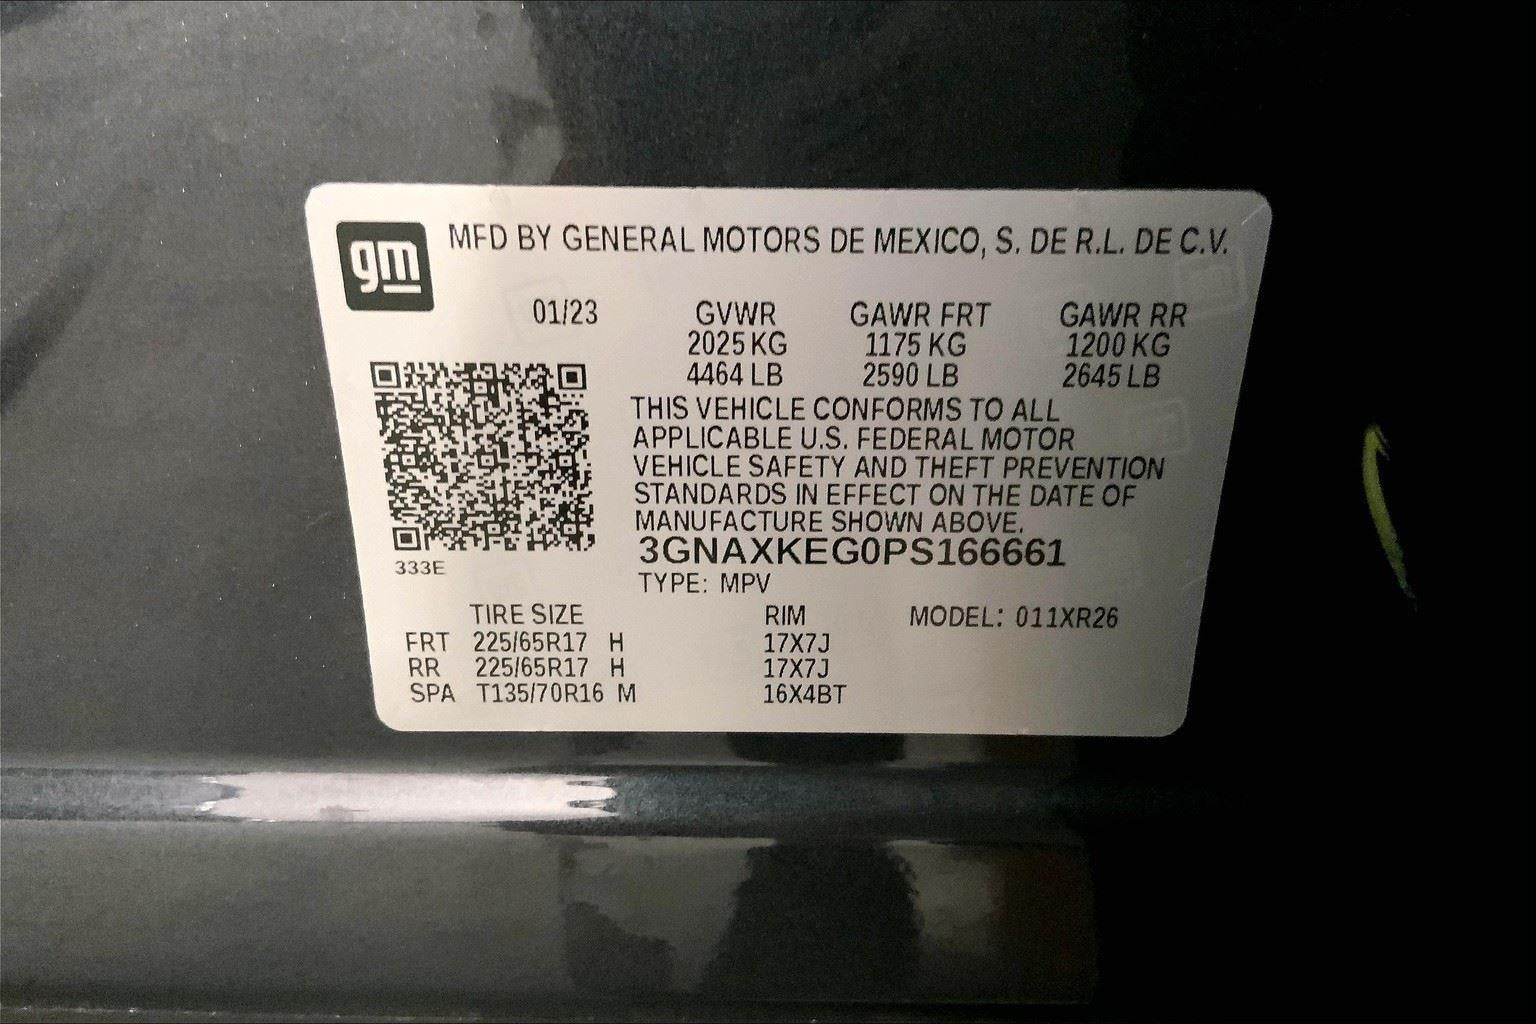 gm
MFD BY GENERAL MOTORS DE MEXICO, S. DE R.L. DE C.V.
01/23 GVWR GAWR FRT GAWR RR
2025 KG 1175 KG 1200 KG
4464 LB 2590 LB 2645 LB
THIS VEHICLE CONFORMS TO ALL
APPLICABLE U.S. FEDERAL MOTOR
VEHICLE SAFETY AND THEFT PREVENTION
STANDARDS IN EFFECT ON THE DATE OF
MANUFACTURE SHOWN ABOVE.
3GNAXKEG0PS166661
333E
TYPE: MPV
TIRE SIZE RIM MODEL: 011XR26
FRT 225/65R17 H 17X7J
RR 225/65R17 H 17X7J
SPA T135/70R16 M 16X4BT